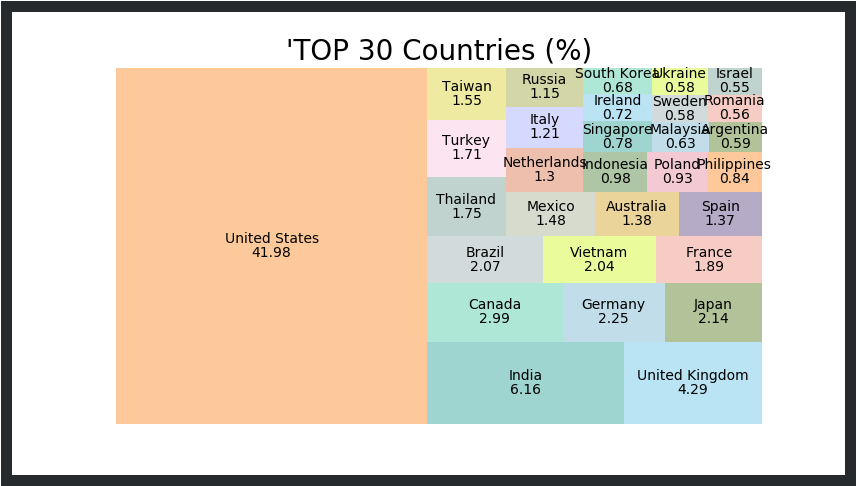 'TOP 30 Countries (%)
United States
41.98
Taiwan
1.55
Turkey
1.71
Thailand
1.75
Russia
1.15
Italy
1.21
Netherlands
1.3
South Korea
0.68
Ukraine
0.58
Israel
0.55
Ireland
0.72
Sweden
0.58
Romania
0.56
Singapore
0.78
Malaysia
0.63
Argentina
0.59
Indonesia
0.98
Poland
0.93
Philippines
0.84
Mexico
1.48
Australia
1.38
Spain
1.37
Brazil
2.07
Vietnam
2.04
France
1.89
Canada
2.99
Germany
2.25
Japan
2.14
India
6.16
United Kingdom
4.29